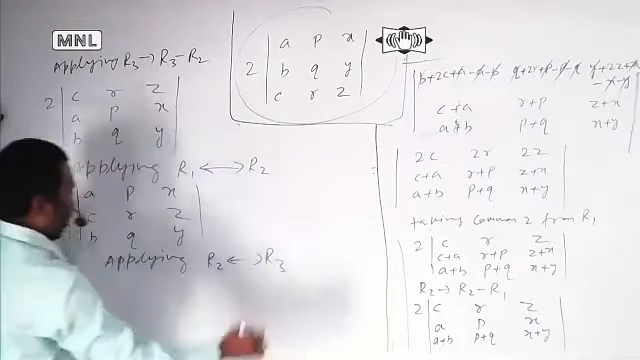 MNL
Applying R3 → R3 - R2
2 | c r z |
| a p x |
| b q y |
Applying R1 ⟷ R2
| a p x |
| c r z |
| b q y |
Applying R2 ⟷ R3
| a p x |
2 | b q y |
| c r z |
c+a r+p z+x
a+b p+q x+y
| 2c 2r 2z |
| c+a r+p z+x |
| a+b p+q x+y |
taking Common 2 from R1
2 | c r z |
| c+a r+p z+x |
| a+b p+q x+y |
R2 → R2 - R1
2 | c r z |
| a p x |
| a+b p+q x+y |